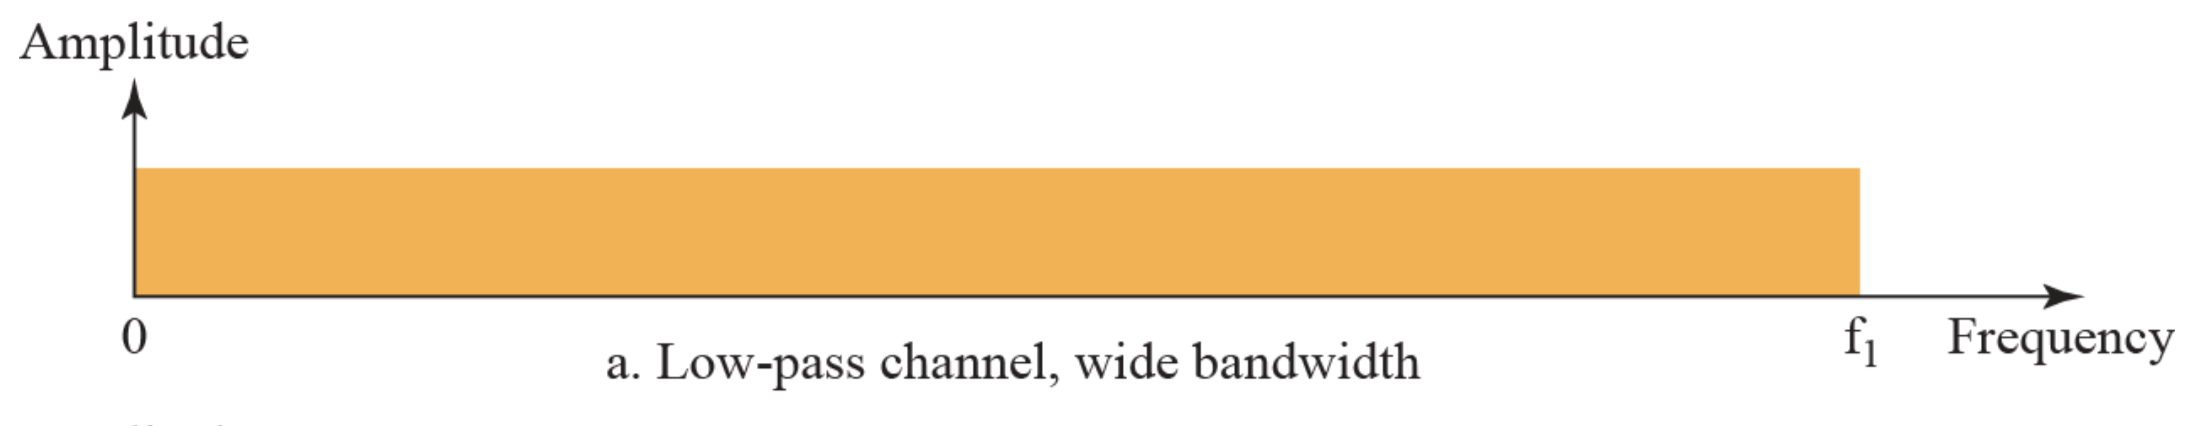 Amplitude
0
f₁
Frequency
a. Low-pass channel, wide bandwidth